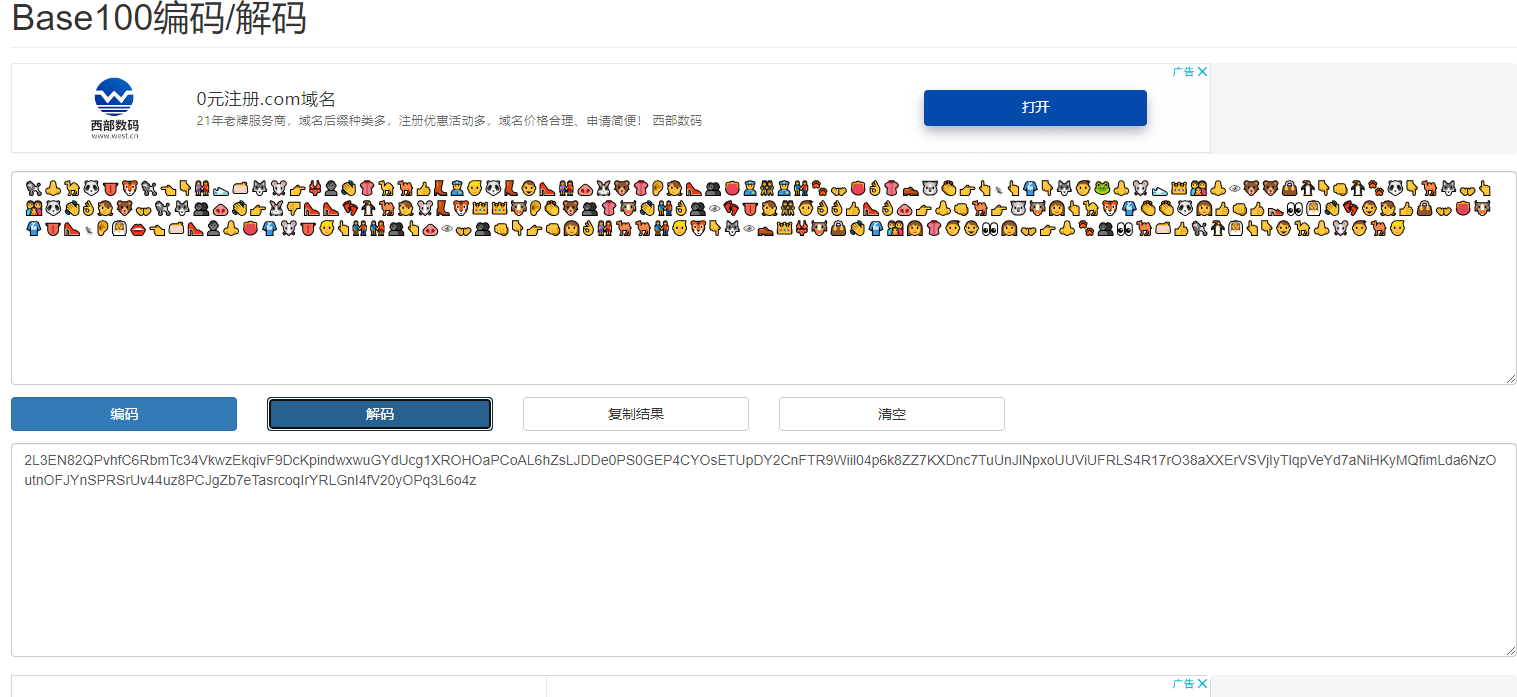 Base100编码/解码
广告
西部数码
www.west.cn
0元注册.com域名
21年老牌服务商，域名后缀种类多，注册优惠活动多，域名价格合理、申请简便！ 西部数码
打开
编码
解码
复制结果
清空
2L3EN82QPvhfC6RbmTc34VkwzEkqivF9DcKpindwxwuGYdUcg1XROHOaPCoAL6hZsLJDDe0PS0GEP4CYOsETUpDY2CnFTR9WiiI04p6k8ZZ7KXDnc7TuUnJlNpxoUUViUFRLS4R17rO38aXXErVSVjIyTIqpVeYd7aNiHKyMQfimLda6NzO
utnOFJYnSPRSrUv44uz8PCJgZb7eTasrcoqIrYRLGnI4fV20yOPq3L6o4z
广告